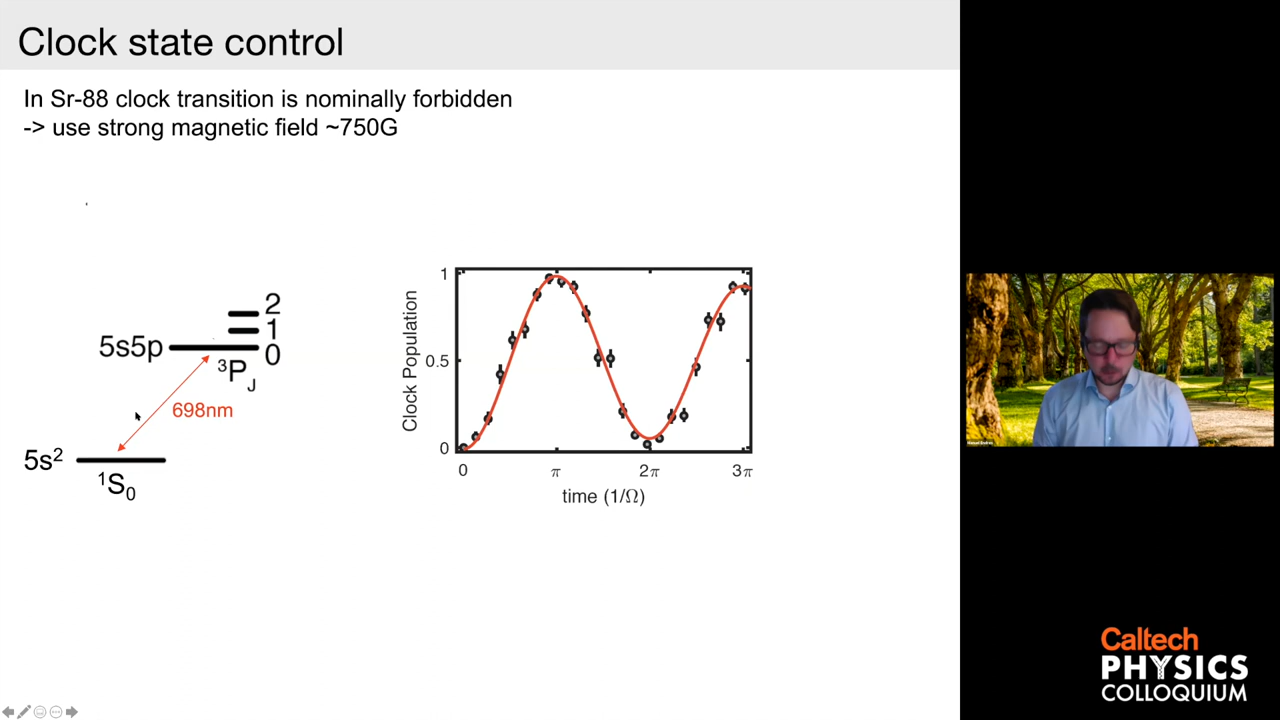 Clock state control
In Sr-88 clock transition is nominally forbidden
-> use strong magnetic field ~750G
2
1
5s5p
0
³P_J
698nm
5s²
¹S₀
Clock Population
1
0.5
0
0
π
2π
3π
time (1/Ω)
Caltech
PHYSICS
COLLOQUIUM